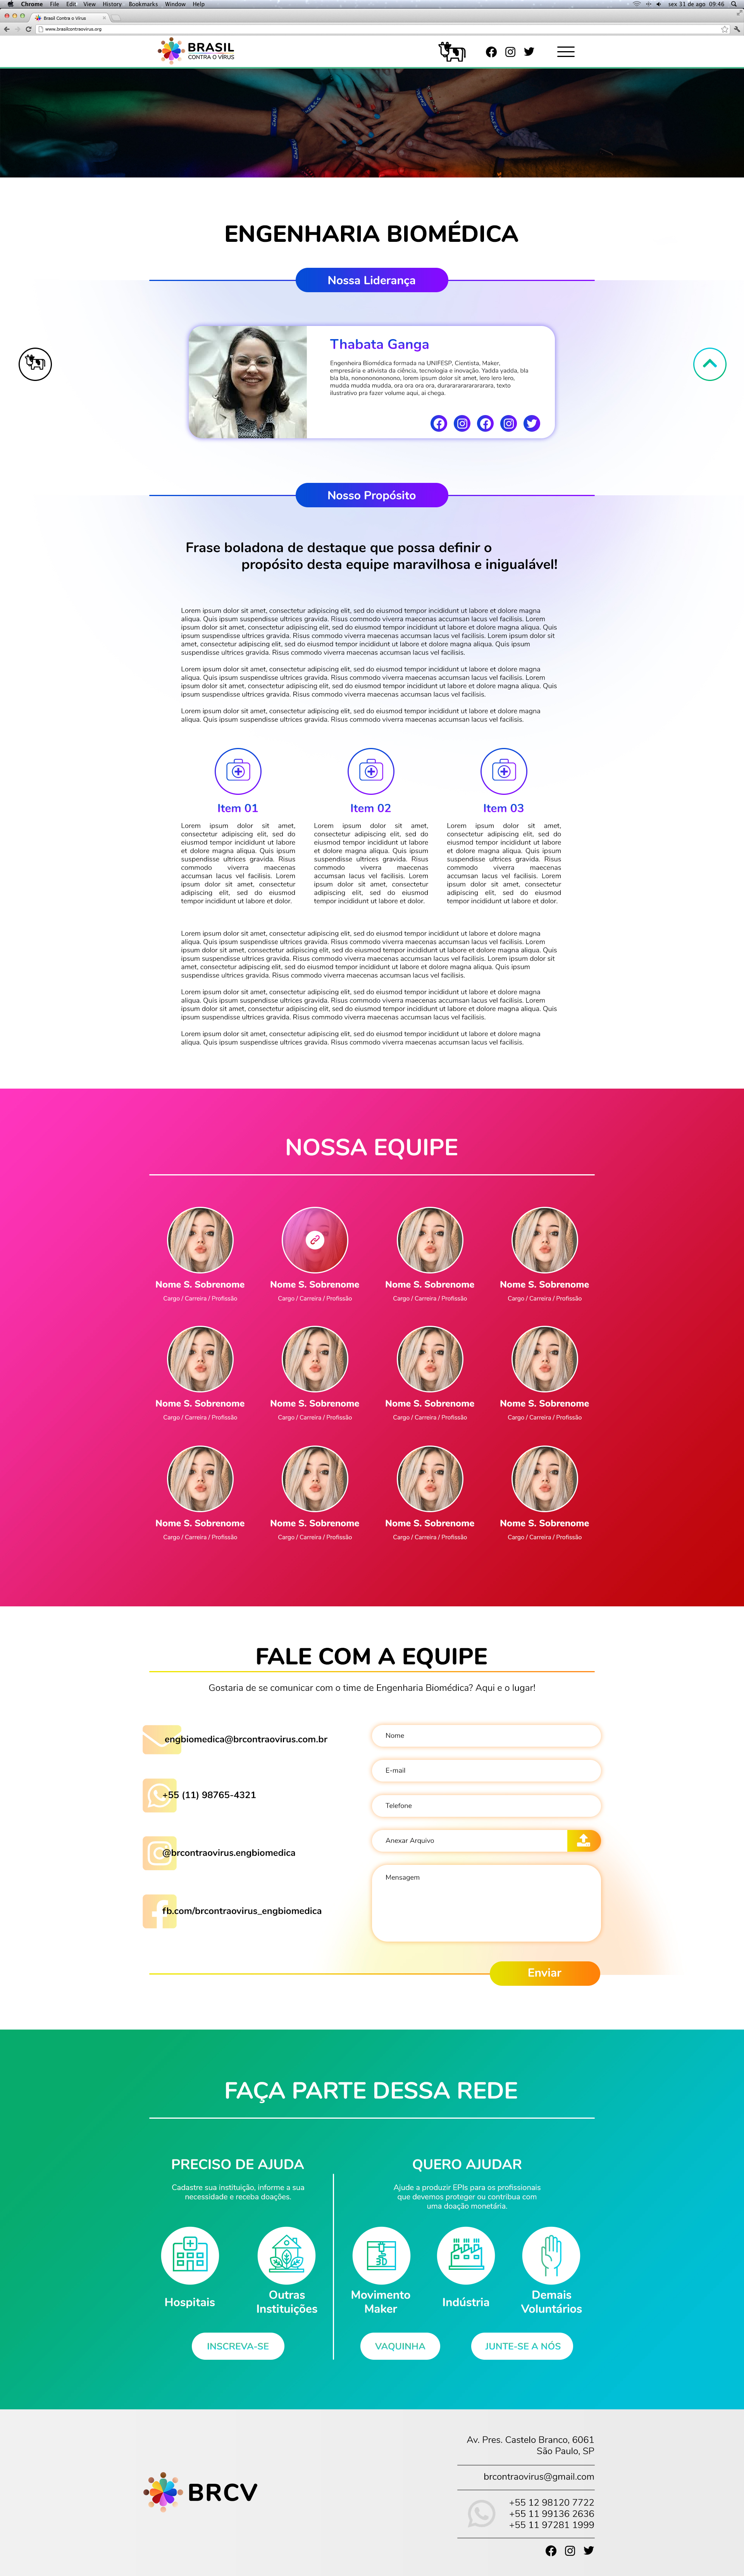 Chrome File Edit View History Bookmarks Window Help
sex 31 de ago 09:46
Brasil Contra o Vírus
www.brasilcontraovirus.org
BRASIL
CONTRA O VÍRUS
ENGENHARIA BIOMÉDICA
Nossa Liderança
Thabata Ganga
Engenheira Biomédica formada na UNIFESP, Cientista, Maker,
empresária e ativista da ciência, tecnologia e inovação. Yadda yadda, bla
bla bla, nononononononо, lorem ipsum dolor sit amet, lero lero lero,
mudda mudda mudda, ora ora ora ora, durarararararararara, texto
ilustrativo pra fazer volume aqui, ai chega.
Nosso Propósito
Frase boladona de destaque que possa definir o
propósito desta equipe maravilhosa e inigualável!
Lorem ipsum dolor sit amet, consectetur adipiscing elit, sed do eiusmod tempor incididunt ut labore et dolore magna
aliqua. Quis ipsum suspendisse ultrices gravida. Risus commodo viverra maecenas accumsan lacus vel facilisis. Lorem
ipsum dolor sit amet, consectetur adipiscing elit, sed do eiusmod tempor incididunt ut labore et dolore magna aliqua. Quis
ipsum suspendisse ultrices gravida. Risus commodo viverra maecenas accumsan lacus vel facilisis. Lorem ipsum dolor sit
amet, consectetur adipiscing elit, sed do eiusmod tempor incididunt ut labore et dolore magna aliqua. Quis ipsum
suspendisse ultrices gravida. Risus commodo viverra maecenas accumsan lacus vel facilisis.
Lorem ipsum dolor sit amet, consectetur adipiscing elit, sed do eiusmod tempor incididunt ut labore et dolore magna
aliqua. Quis ipsum suspendisse ultrices gravida. Risus commodo viverra maecenas accumsan lacus vel facilisis. Lorem
ipsum dolor sit amet, consectetur adipiscing elit, sed do eiusmod tempor incididunt ut labore et dolore magna aliqua. Quis
ipsum suspendisse ultrices gravida. Risus commodo viverra maecenas accumsan lacus vel facilisis.
Lorem ipsum dolor sit amet, consectetur adipiscing elit, sed do eiusmod tempor incididunt ut labore et dolore magna
aliqua. Quis ipsum suspendisse ultrices gravida. Risus commodo viverra maecenas accumsan lacus vel facilisis.
Item 01
Lorem ipsum dolor sit amet,
consectetur adipiscing elit, sed do
eiusmod tempor incididunt ut labore
et dolore magna aliqua. Quis ipsum
suspendisse ultrices gravida. Risus
commodo viverra maecenas
accumsan lacus vel facilisis. Lorem
ipsum dolor sit amet, consectetur
adipiscing elit, sed do eiusmod
tempor incididunt ut labore et dolor.
Item 02
Lorem ipsum dolor sit amet,
consectetur adipiscing elit, sed do
eiusmod tempor incididunt ut labore
et dolore magna aliqua. Quis ipsum
suspendisse ultrices gravida. Risus
commodo viverra maecenas
accumsan lacus vel facilisis. Lorem
ipsum dolor sit amet, consectetur
adipiscing elit, sed do eiusmod
tempor incididunt ut labore et dolor.
Item 03
Lorem ipsum dolor sit amet,
consectetur adipiscing elit, sed do
eiusmod tempor incididunt ut labore
et dolore magna aliqua. Quis ipsum
suspendisse ultrices gravida. Risus
commodo viverra maecenas
accumsan lacus vel facilisis. Lorem
ipsum dolor sit amet, consectetur
adipiscing elit, sed do eiusmod
tempor incididunt ut labore et dolor.
Lorem ipsum dolor sit amet, consectetur adipiscing elit, sed do eiusmod tempor incididunt ut labore et dolore magna
aliqua. Quis ipsum suspendisse ultrices gravida. Risus commodo viverra maecenas accumsan lacus vel facilisis. Lorem
ipsum dolor sit amet, consectetur adipiscing elit, sed do eiusmod tempor incididunt ut labore et dolore magna aliqua. Quis
ipsum suspendisse ultrices gravida. Risus commodo viverra maecenas accumsan lacus vel facilisis. Lorem ipsum dolor sit
amet, consectetur adipiscing elit, sed do eiusmod tempor incididunt ut labore et dolore magna aliqua. Quis ipsum
suspendisse ultrices gravida. Risus commodo viverra maecenas accumsan lacus vel facilisis.
Lorem ipsum dolor sit amet, consectetur adipiscing elit, sed do eiusmod tempor incididunt ut labore et dolore magna
aliqua. Quis ipsum suspendisse ultrices gravida. Risus commodo viverra maecenas accumsan lacus vel facilisis. Lorem
ipsum dolor sit amet, consectetur adipiscing elit, sed do eiusmod tempor incididunt ut labore et dolore magna aliqua. Quis
ipsum suspendisse ultrices gravida. Risus commodo viverra maecenas accumsan lacus vel facilisis.
Lorem ipsum dolor sit amet, consectetur adipiscing elit, sed do eiusmod tempor incididunt ut labore et dolore magna
aliqua. Quis ipsum suspendisse ultrices gravida. Risus commodo viverra maecenas accumsan lacus vel facilisis.
NOSSA EQUIPE
Nome S. Sobrenome Nome S. Sobrenome Nome S. Sobrenome Nome S. Sobrenome
Cargo / Carreira / Profissão Cargo / Carreira / Profissão Cargo / Carreira / Profissão Cargo / Carreira / Profissão
Nome S. Sobrenome Nome S. Sobrenome Nome S. Sobrenome Nome S. Sobrenome
Cargo / Carreira / Profissão Cargo / Carreira / Profissão Cargo / Carreira / Profissão Cargo / Carreira / Profissão
Nome S. Sobrenome Nome S. Sobrenome Nome S. Sobrenome Nome S. Sobrenome
Cargo / Carreira / Profissão Cargo / Carreira / Profissão Cargo / Carreira / Profissão Cargo / Carreira / Profissão
FALE COM A EQUIPE
Gostaria de se comunicar com o time de Engenharia Biomédica? Aqui e o lugar!
engbiomedica@brcontraovirus.com.br
+55 (11) 98765-4321
@brcontraovirus.engbiomedica
fb.com/brcontraovirus_engbiomedica
Nome
E-mail
Telefone
Anexar Arquivo
Mensagem
Enviar
FAÇA PARTE DESSA REDE
PRECISO DE AJUDA
Cadastre sua instituição, informe a sua
necessidade e receba doações.
Hospitais
Outras
Instituições
INSCREVA-SE
QUERO AJUDAR
Ajude a produzir EPIs para os profissionais
que devemos proteger ou contribua com
uma doação monetária.
3D
Movimento
Maker
Indústria
Demais
Voluntários
VAQUINHA
JUNTE-SE A NÓS
BRCV
Av. Pres. Castelo Branco, 6061
São Paulo, SP
brcontraovirus@gmail.com
+55 12 98120 7722
+55 11 99136 2636
+55 11 97281 1999